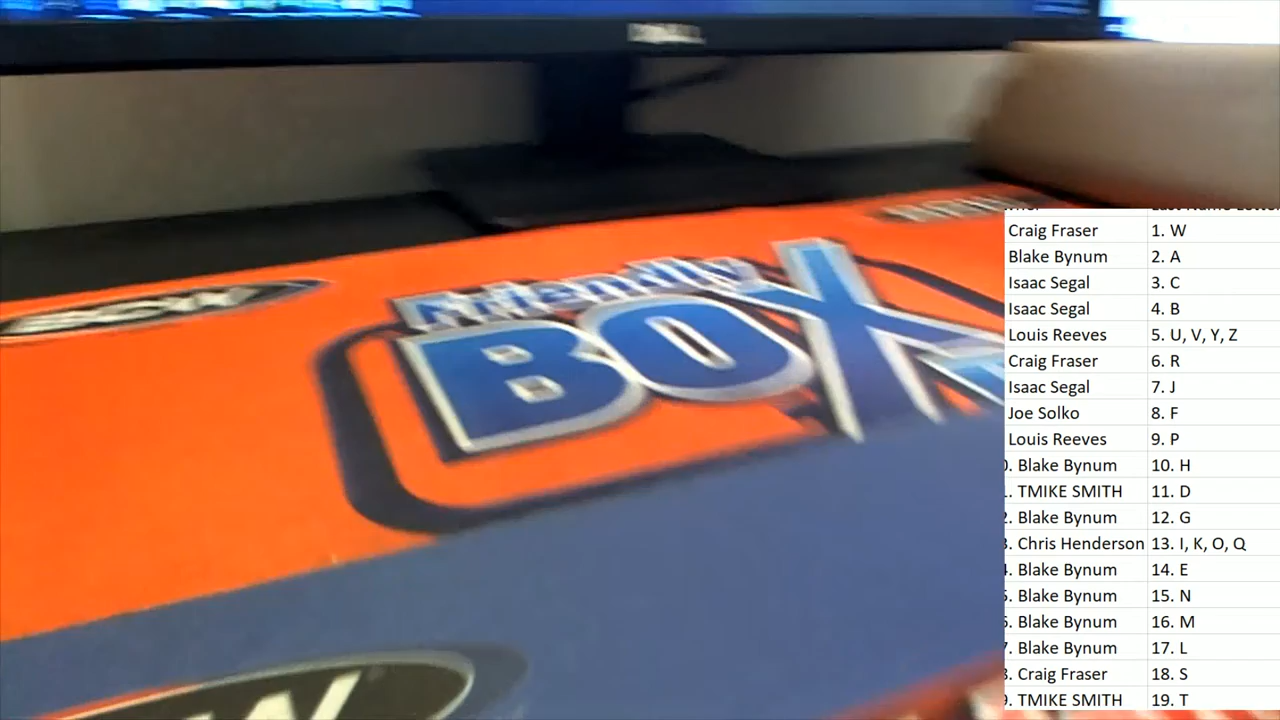 DELL
SCW
BOX
Craig Fraser 1. W
Blake Bynum 2. A
Isaac Segal 3. C
Isaac Segal 4. B
Louis Reeves 5. U, V, Y, Z
Craig Fraser 6. R
Isaac Segal 7. J
Joe Solko 8. F
Louis Reeves 9. P
. Blake Bynum 10. H
. TMIKE SMITH 11. D
. Blake Bynum 12. G
. Chris Henderson 13. I, K, O, Q
. Blake Bynum 14. E
. Blake Bynum 15. N
. Blake Bynum 16. M
. Blake Bynum 17. L
. Craig Fraser 18. S
. TMIKE SMITH 19. T